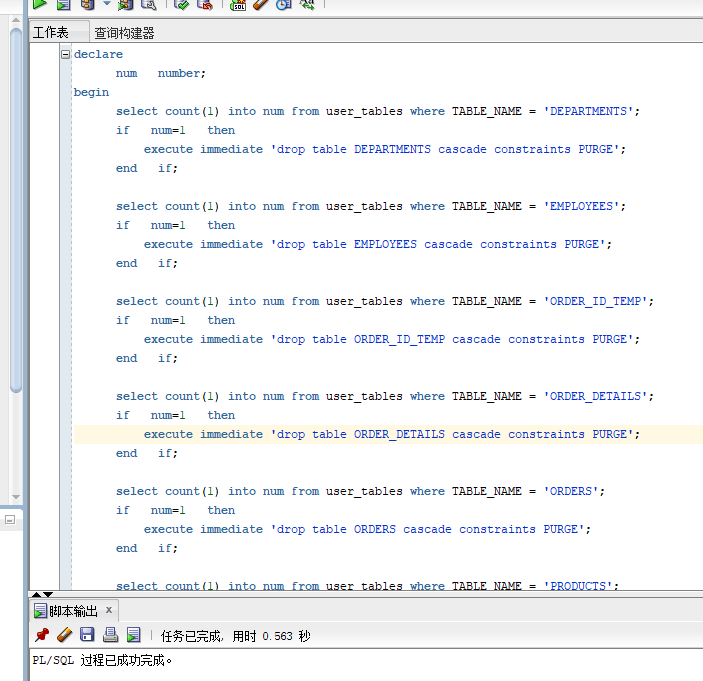 工作表 查询构建器
declare
num number;
begin
select count(1) into num from user_tables where TABLE_NAME = 'DEPARTMENTS';
if num=1 then
execute immediate 'drop table DEPARTMENTS cascade constraints PURGE';
end if;
select count(1) into num from user_tables where TABLE_NAME = 'EMPLOYEES';
if num=1 then
execute immediate 'drop table EMPLOYEES cascade constraints PURGE';
end if;
select count(1) into num from user_tables where TABLE_NAME = 'ORDER_ID_TEMP';
if num=1 then
execute immediate 'drop table ORDER_ID_TEMP cascade constraints PURGE';
end if;
select count(1) into num from user_tables where TABLE_NAME = 'ORDER_DETAILS';
if num=1 then
execute immediate 'drop table ORDER_DETAILS cascade constraints PURGE';
end if;
select count(1) into num from user_tables where TABLE_NAME = 'ORDERS';
if num=1 then
execute immediate 'drop table ORDERS cascade constraints PURGE';
end if;
select count(1) into num from user_tables where TABLE_NAME = 'PRODUCTS';
脚本输出 x
任务已完成, 用时 0.563 秒
PL/SQL 过程已成功完成。